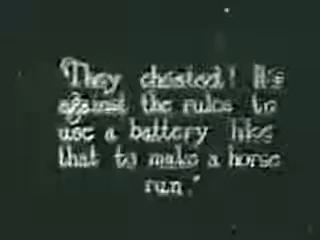 "They cheated! It's
against the rules to
use a battery like
that to make a horse
run."